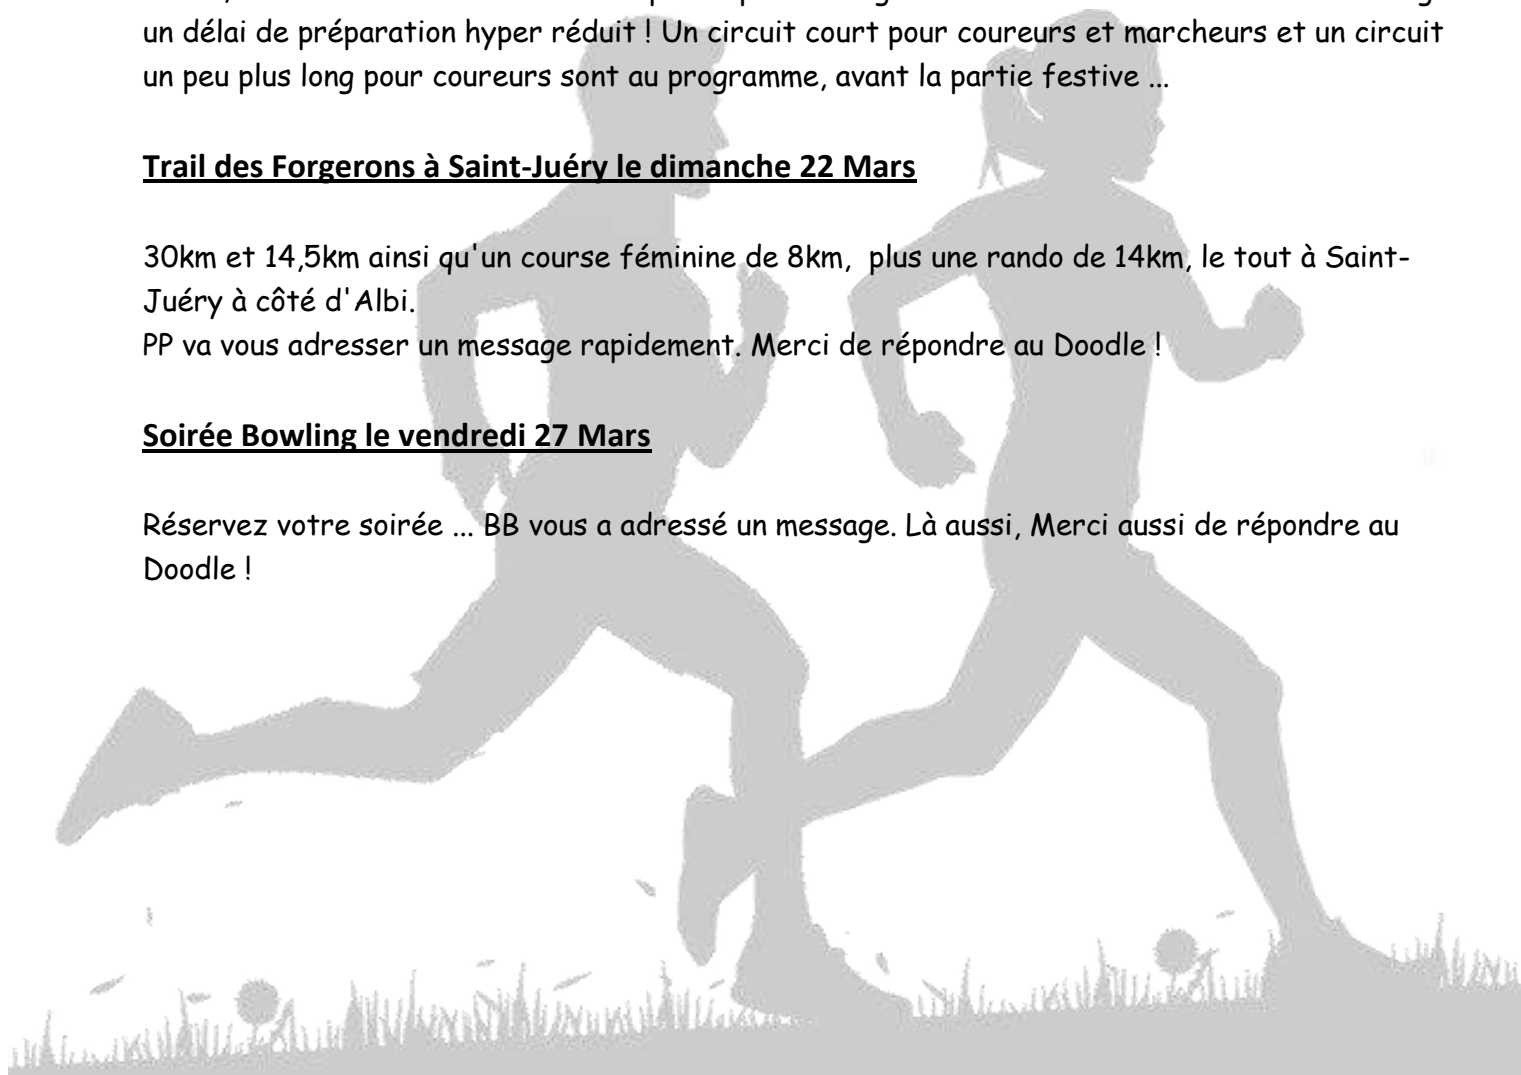 un délai de préparation hyper réduit ! Un circuit court pour coureurs et marcheurs et un circuit
un peu plus long pour coureurs sont au programme, avant la partie festive ...
Trail des Forgerons à Saint-Juéry le dimanche 22 Mars
30km et 14,5km ainsi qu'un course féminine de 8km, plus une rando de 14km, le tout à Saint-
Juéry à côté d'Albi.
PP va vous adresser un message rapidement. Merci de répondre au Doodle !
Soirée Bowling le vendredi 27 Mars
Réservez votre soirée ... BB vous a adressé un message. Là aussi, Merci aussi de répondre au
Doodle !